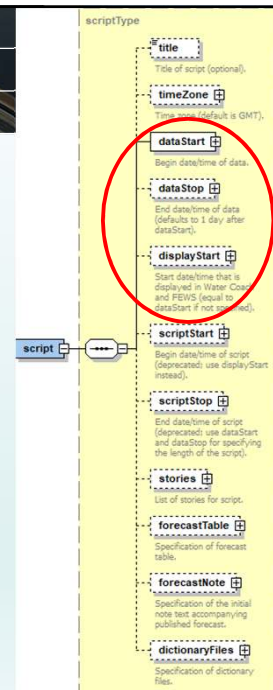 scriptType
title
Title of script (optional).
timeZone
Time zone (default is GMT).
dataStart
Begin date/time of data.
dataStop
End date/time of data
(defaults to 1 day after
dataStart).
displayStart
Start date/time that is
displayed in Water Coach
and FEWS (equal to
dataStart if not specified).
script
scriptStart
Begin date/time of script
(deprecated: use displayStart
instead).
scriptStop
End date/time of script
(deprecated: use dataStart
and dataStop for specifying
the length of the script).
stories
List of stories for script.
forecastTable
Specification of forecast
table.
forecastNote
Specification of the initial
note text accompanying
published forecast.
dictionaryFiles
Specification of dictionary
files.